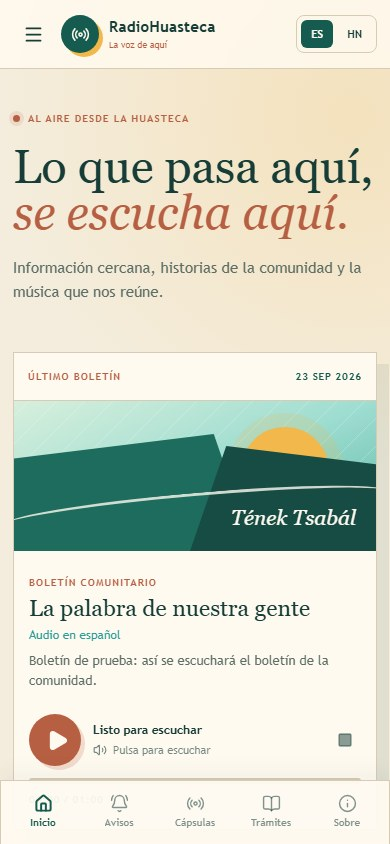 RadioHuasteca
La voz de aquí
ES
HN
AL AIRE DESDE LA HUASTECA
Lo que pasa aquí,
se escucha aquí.
Información cercana, historias de la comunidad y la
música que nos reúne.
ÚLTIMO BOLETÍN
23 SEP 2026
Tének Tsabál
BOLETÍN COMUNITARIO
La palabra de nuestra gente
Audio en español
Boletín de prueba: así se escuchará el boletín de la
comunidad.
Listo para escuchar
Pulsa para escuchar
Inicio
Avisos
Cápsulas
Trámites
Sobre